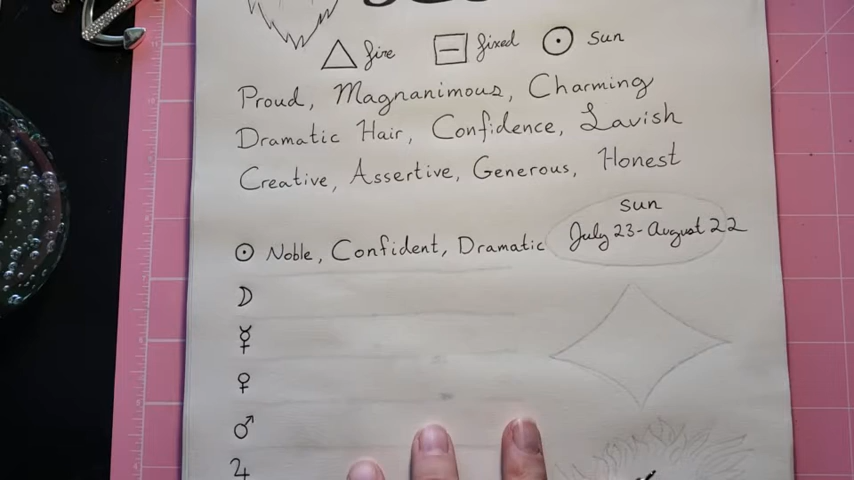 fire fixed Sun
Proud, Magnanimous, Charming
Dramatic Hair, Confidence, Lavish
Creative, Assertive, Generous, Honest
Sun
☉ Noble, Confident, Dramatic July 23-August 22
☽
☿
♀
♂
♃